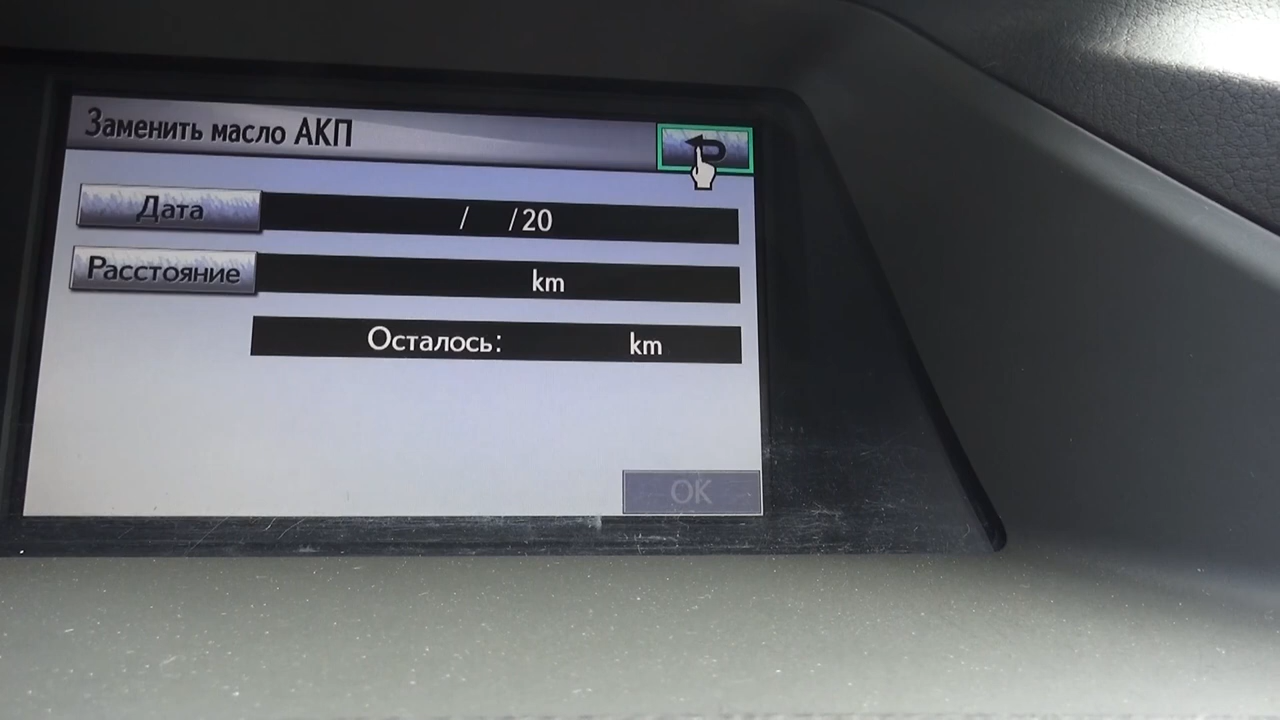 Заменить масло АКП
Дата / /20
Расстояние km
Осталось: km
OK